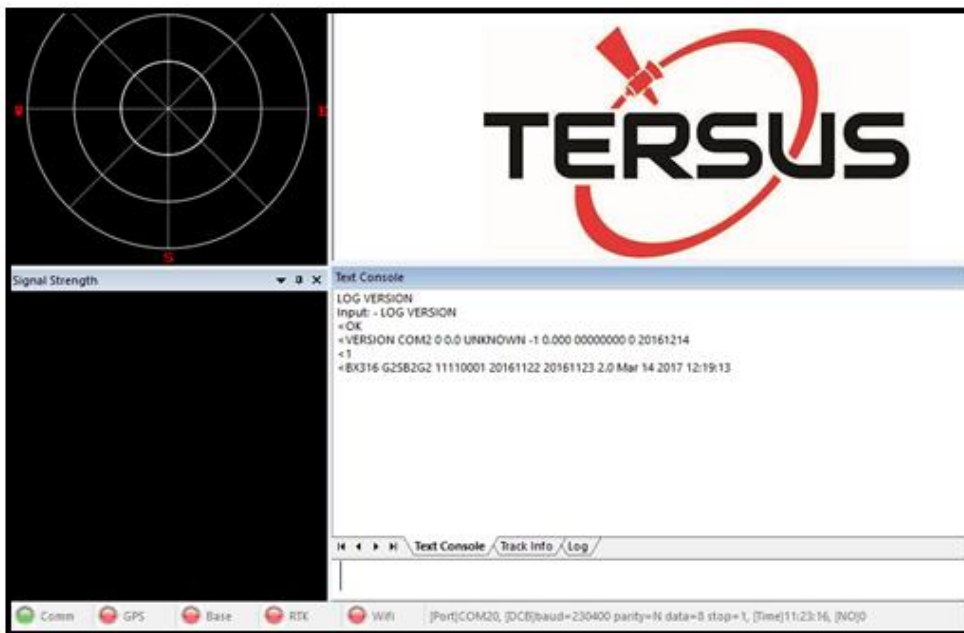 W
E
S
TERSUS
Signal Strength
Text Console
LOG VERSION
Input: - LOG VERSION
<OK
<VERSION COM2 0 0.0 UNKNOWN -1 0.000 00000000 0 20161214
<1
<BX316 G2SB2G2 11110001 20161122 20161123 2.0 Mar 14 2017 12:19:13
Text Console Track Info Log
Comm GPS Base RTK Wifi [Port]COM20, [DCB]baud=230400 parity=N data=8 stop=1, [Time]11:23:16, [NO]0